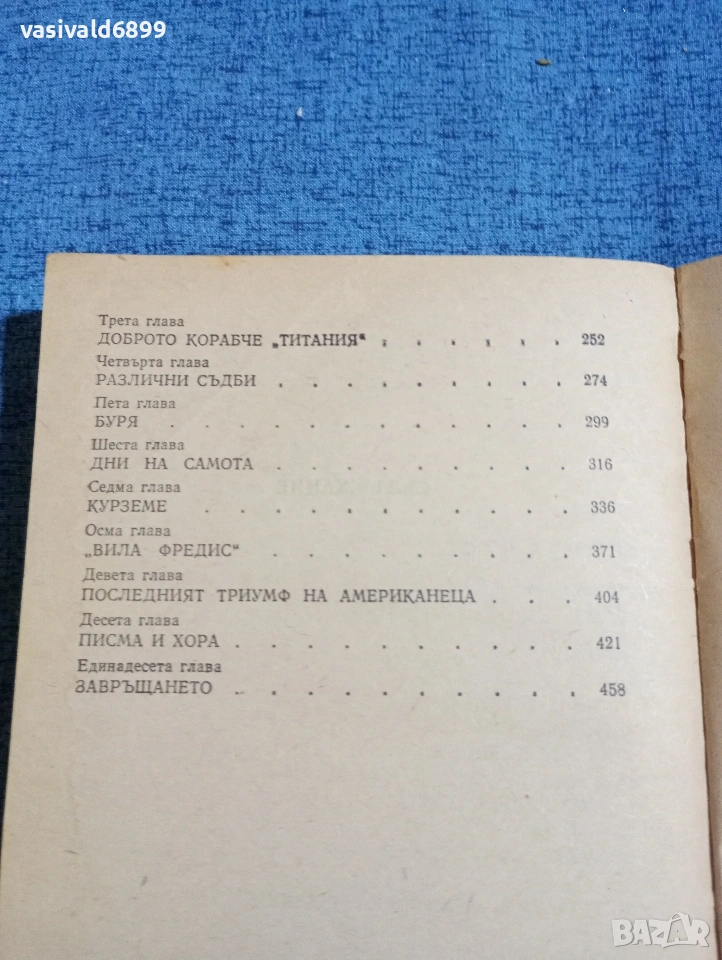 vasivald6899
Трета глава
ДОБРОТО КОРАБЧЕ „ТИТАНИЯ“ . . . . . 252
Четвърта глава
РАЗЛИЧНИ СЪДБИ . . . . . . . . . 274
Пета глава
БУРЯ . . . . . . . . . . . . 299
Шеста глава
ДНИ НА САМОТА . . . . . . . . . 316
Седма глава
КУРЗЕМЕ . . . . . . . . . . . 336
Осма глава
„ВИЛА ФРЕДИС“ . . . . . . . . . 371
Девета глава
ПОСЛЕДНИЯТ ТРИУМФ НА АМЕРИКАНЕЦА . . . 404
Десета глава
ПИСМА И ХОРА . . . . . . . . . . 421
Единадесета глава
ЗАВРЪЩАНЕТО . . . . . . . . . . 458
BAZAR